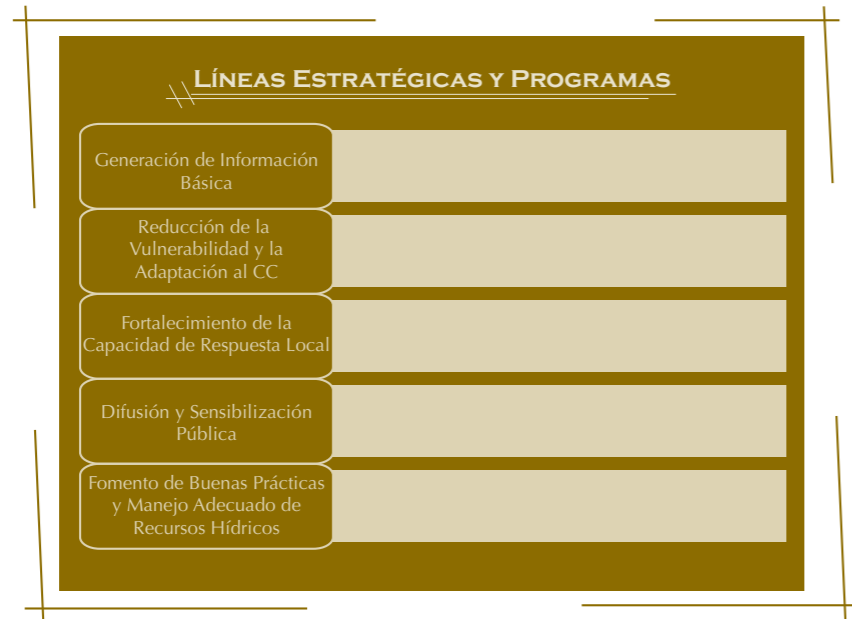 Líneas Estratégicas y Programas
Generación de Información
Básica
Reducción de la
Vulnerabilidad y la
Adaptación al CC
Fortalecimiento de la
Capacidad de Respuesta Local
Difusión y Sensibilización
Pública
Fomento de Buenas Prácticas
y Manejo Adecuado de
Recursos Hídricos